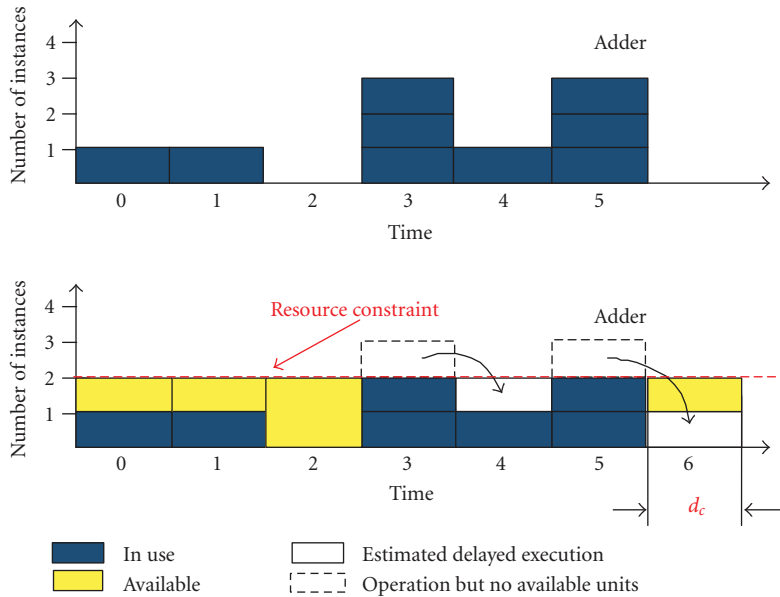 Number of instances
4
3
2
1
Adder
0 1 2 3 4 5
Time
Number of instances
4
3
2
1
Resource constraint
Adder
0 1 2 3 4 5 6
Time
d_c
In use
Estimated delayed execution
Available
Operation but no available units